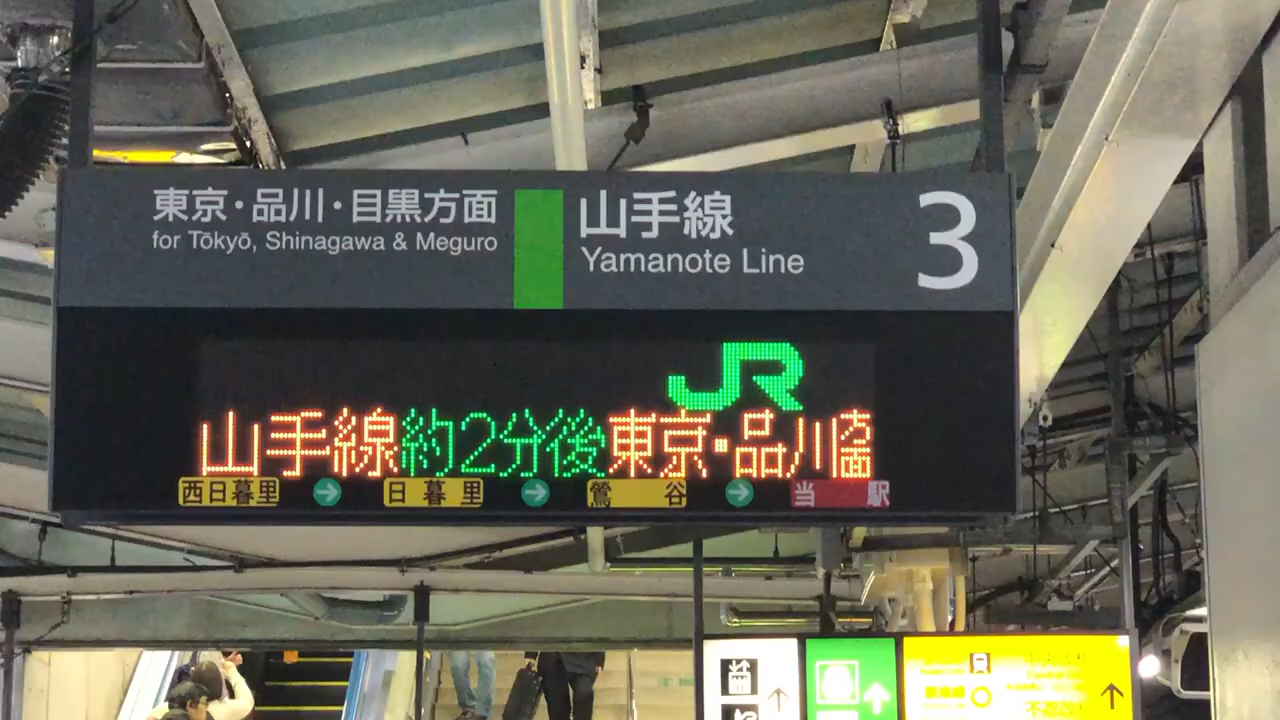 東京・品川・目黒方面
for Tōkyō, Shinagawa & Meguro
山手線
Yamanote Line
3
JR
山手線約2分後東京・品川方面
西日暮里
日暮里
鶯谷
当駅